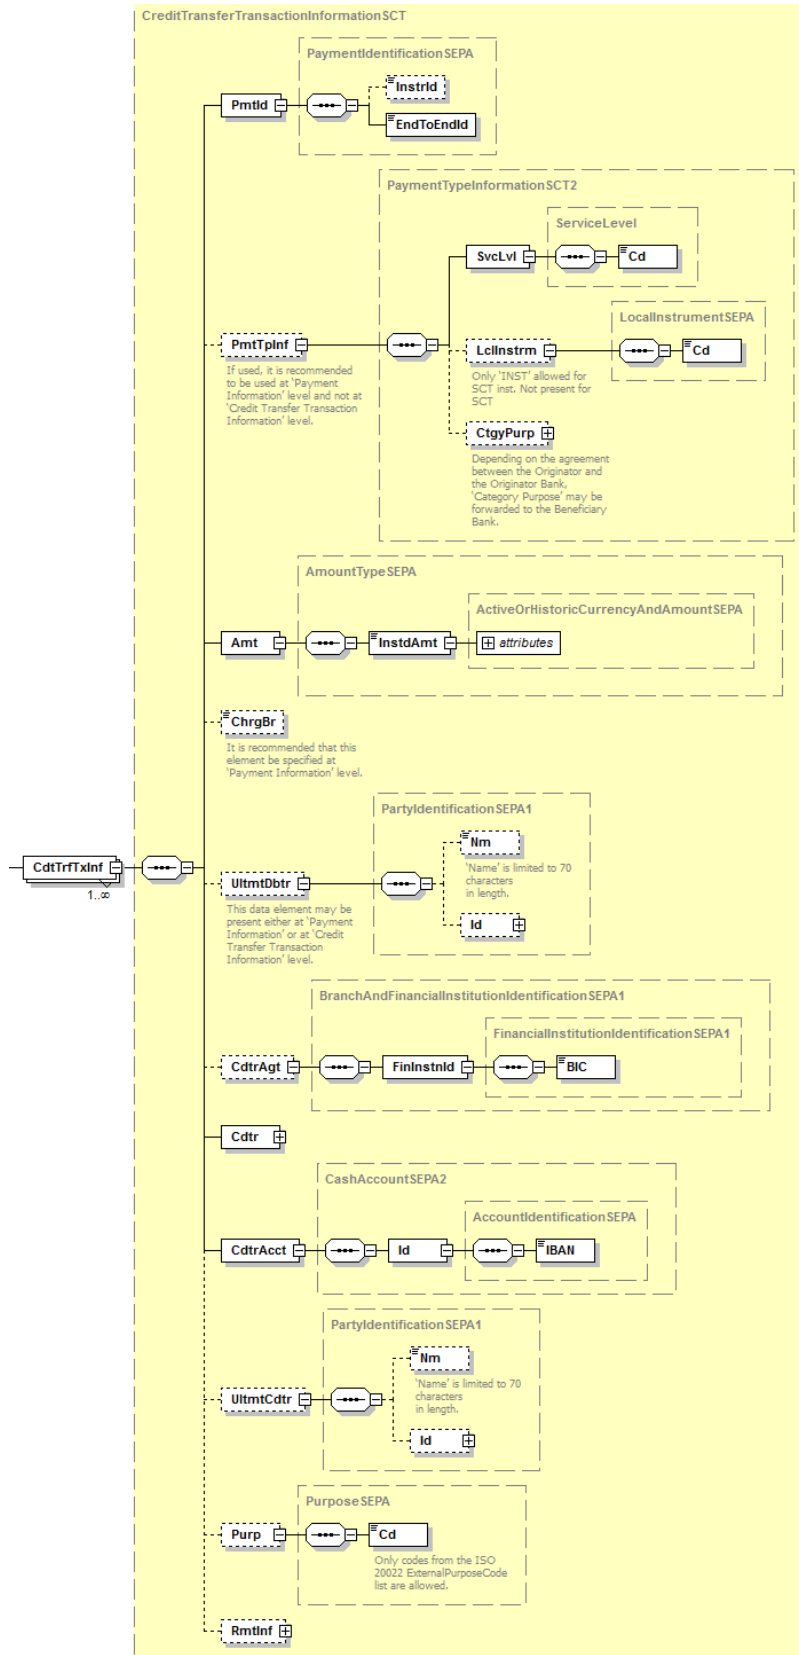 CreditTransferTransactionInformationSCT
PaymentIdentificationSEPA
PmtId
InstrId
EndToEndId
PaymentTypeInformationSCT2
ServiceLevel
SvcLvl
Cd
PmtTpInf
If used, it is recommended
to be used at ‘Payment
Information’ level and not at
‘Credit Transfer Transaction
Information’ level.
LocalInstrumentSEPA
LclInstrm
Cd
Only ‘INST’ allowed for
SCT inst. Not present for
SCT
CtgyPurp
Depending on the agreement
between the Originator and
the Originator Bank,
‘Category Purpose’ may be
forwarded to the Beneficiary
Bank.
AmountTypeSEPA
ActiveOrHistoricCurrencyAndAmountSEPA
Amt
InstdAmt
attributes
ChrgBr
It is recommended that this
element be specified at
‘Payment Information’ level.
CdtTrfTxInf
1..∞
PartyIdentificationSEPA1
UltmtDbtr
This data element may be
present either at ‘Payment
Information’ or at ‘Credit
Transfer Transaction
Information’ level.
Nm
‘Name’ is limited to 70
characters
in length.
Id
BranchAndFinancialInstitutionIdentificationSEPA1
FinancialInstitutionIdentificationSEPA1
CdtrAgt
FinInstnId
BIC
Cdtr
CashAccountSEPA2
AccountIdentificationSEPA
CdtrAcct
Id
IBAN
PartyIdentificationSEPA1
UltmtCdtr
Nm
‘Name’ is limited to 70
characters
in length.
Id
PurposeSEPA
Purp
Cd
Only codes from the ISO
20022 ExternalPurposeCode
list are allowed.
RmtInf